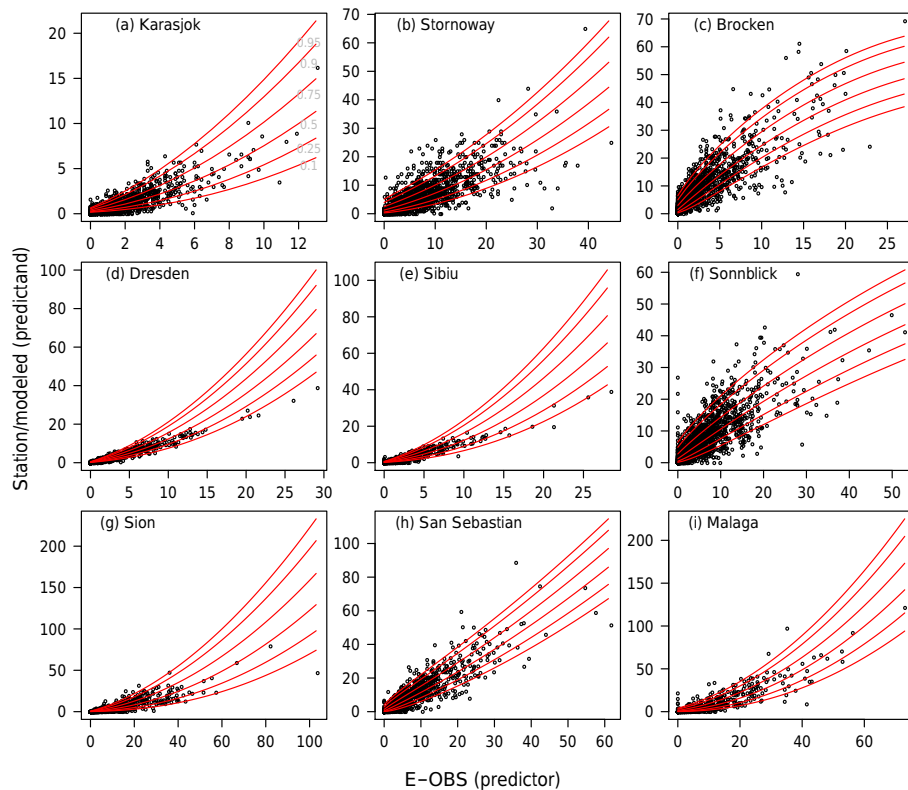 (a) Karasjok
0.95
0.9
0.75
0.5
0.25
0.1
0 5 10 15 20
0 2 4 6 8 10 12
(b) Stornoway
0 10 20 30 40 50 60 70
0 10 20 30 40
(c) Brocken
0 10 20 30 40 50 60 70
0 5 10 15 20 25
(d) Dresden
0 20 40 60 80 100
0 5 10 15 20 25 30
(e) Sibiu
0 20 40 60 80 100
0 5 10 15 20 25
(f) Sonnblick
0 10 20 30 40 50 60
0 10 20 30 40 50
(g) Sion
0 50 100 150 200
0 20 40 60 80 100
(h) San Sebastian
0 20 40 60 80 100
0 10 20 30 40 50 60
(i) Malaga
0 50 100 150 200
0 20 40 60
Station/modeled (predictand)
E−OBS (predictor)